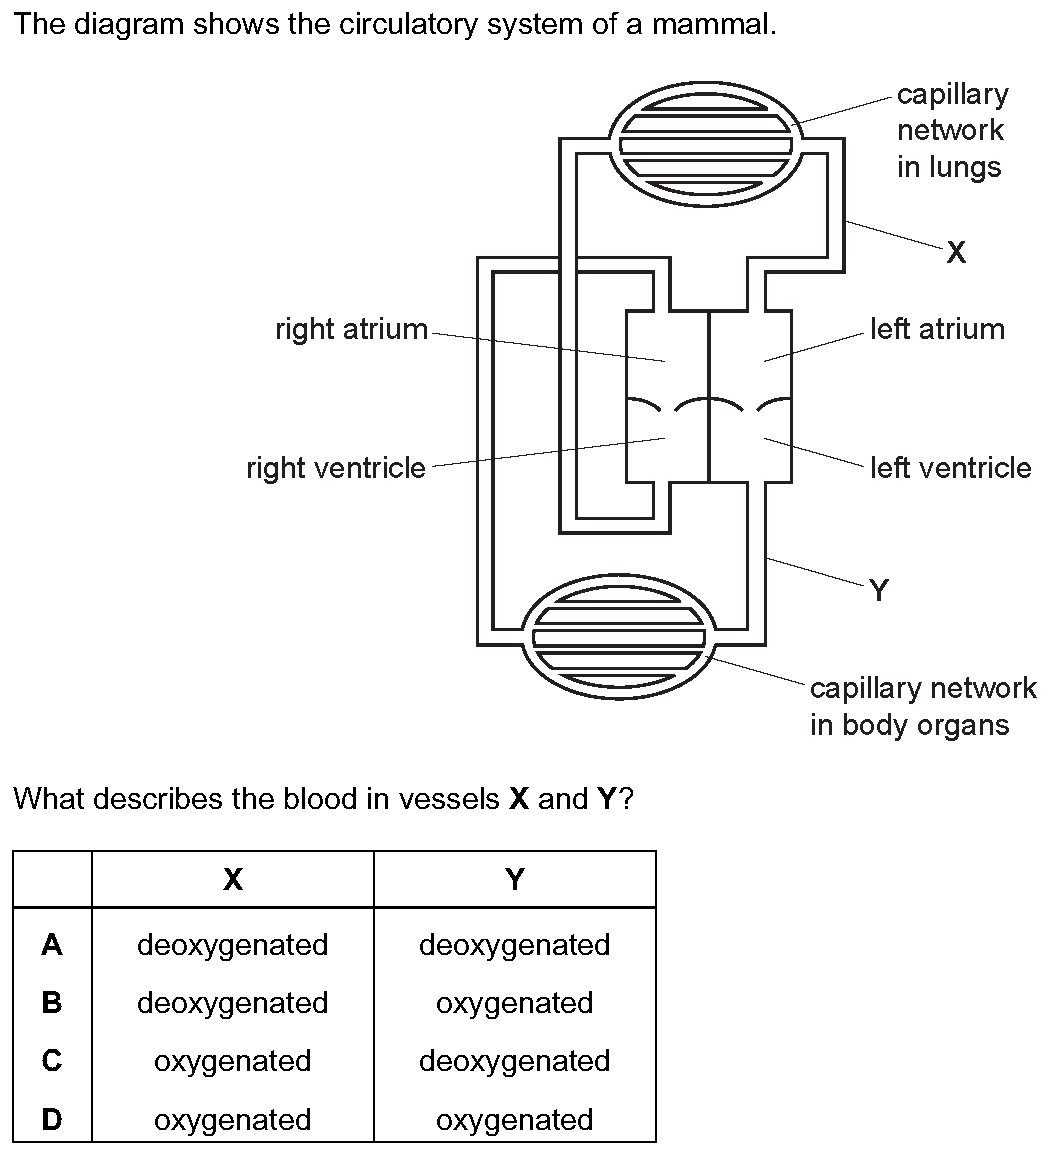 The diagram shows the circulatory system of a mammal.
capillary
network
in lungs
X
right atrium
left atrium
right ventricle
left ventricle
Y
capillary network
in body organs
What describes the blood in vessels X and Y?
X Y
A deoxygenated deoxygenated
B deoxygenated oxygenated
C oxygenated deoxygenated
D oxygenated oxygenated